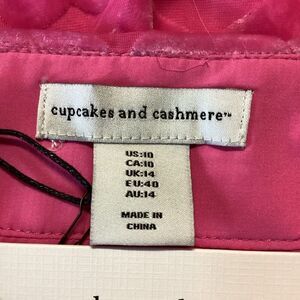 cupcakes and cashmere™
US:10
CA:10
UK:14
EU:40
AU:14
MADE IN
CHINA